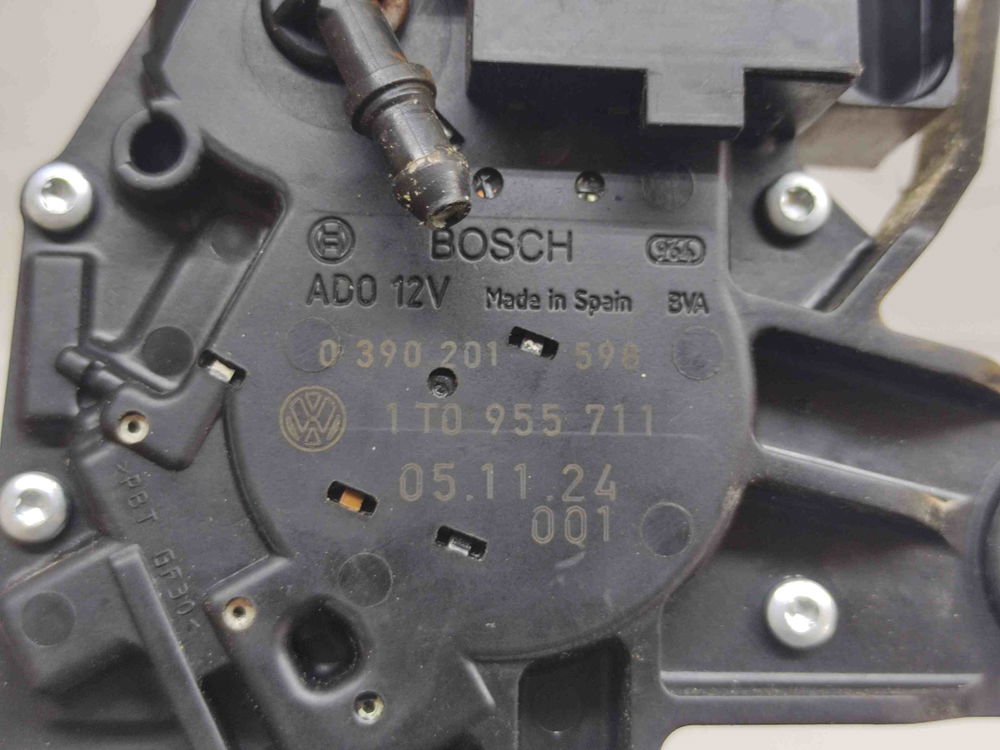 BOSCH
ADO 12V Made in Spain BVA
0 390 201 598
1T0 955 711
05.11.24
001
>PBT GF30<